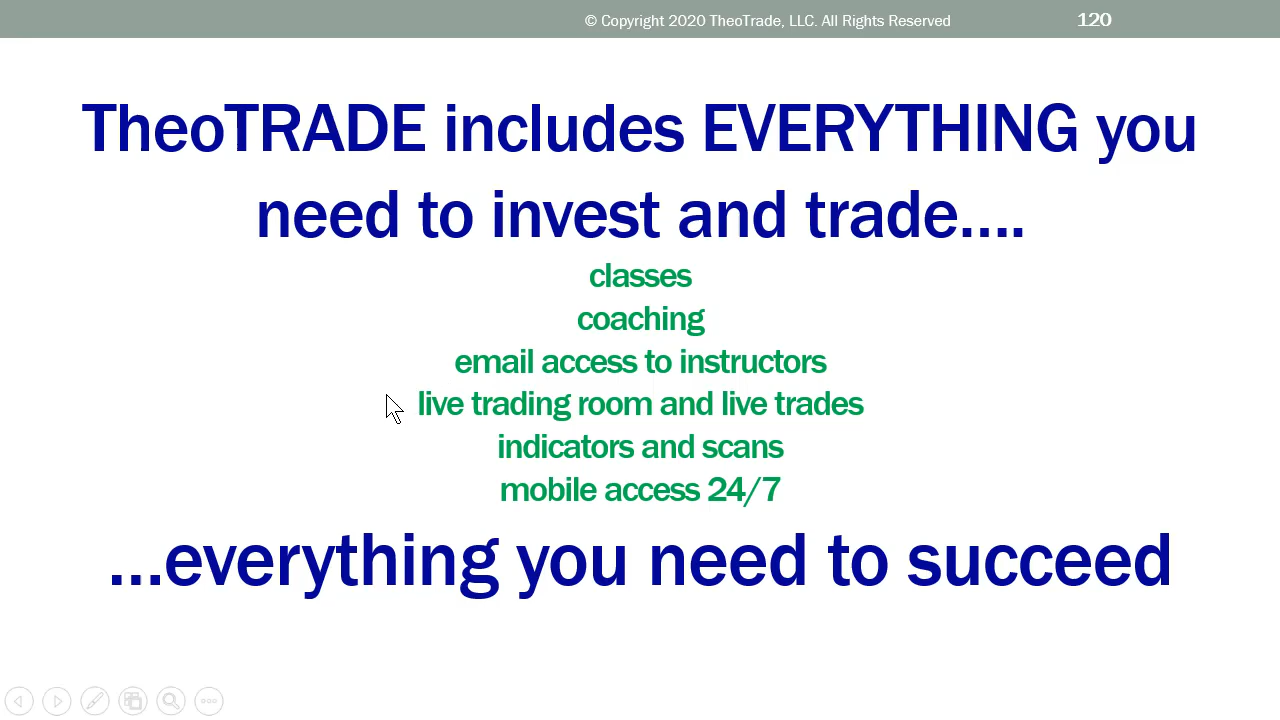 © Copyright 2020 TheoTrade, LLC. All Rights Reserved 120
TheoTRADE includes EVERYTHING you
need to invest and trade....
classes
coaching
email access to instructors
live trading room and live trades
indicators and scans
mobile access 24/7
...everything you need to succeed